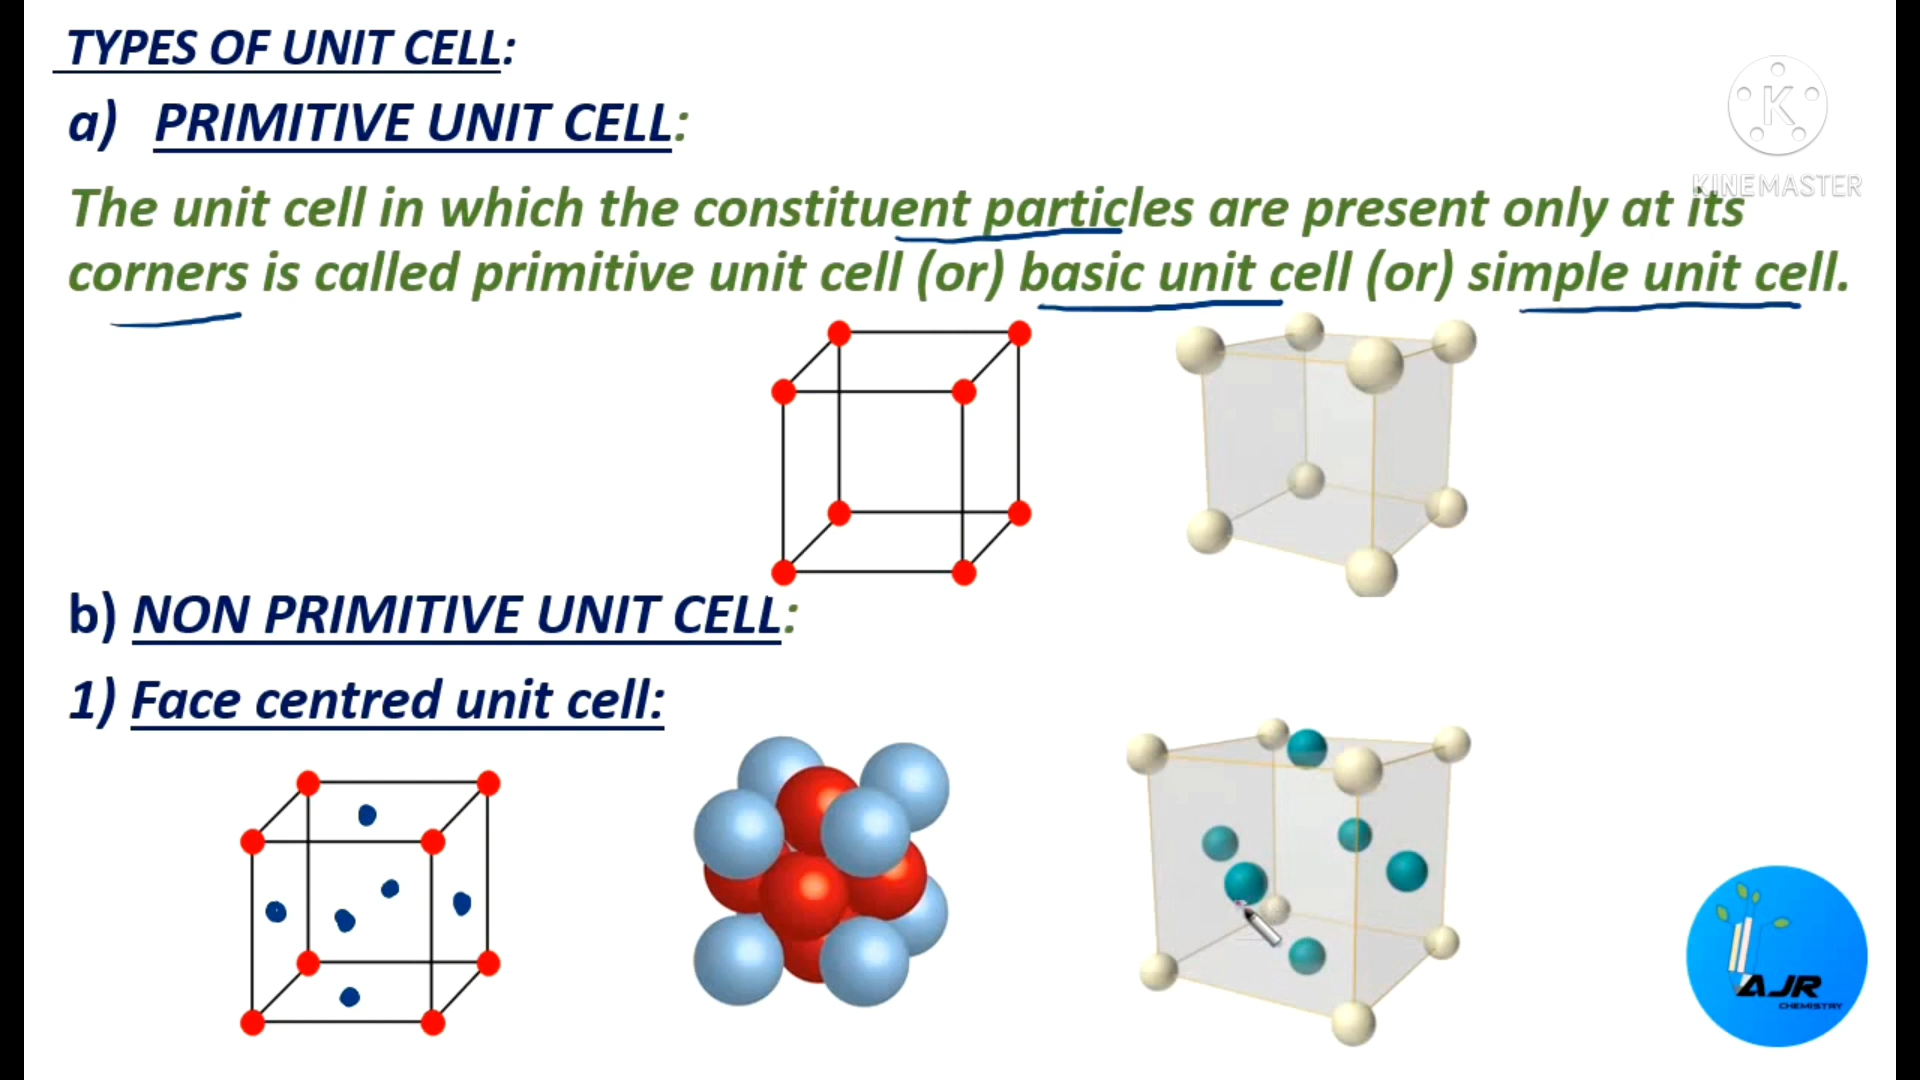 TYPES OF UNIT CELL:
a) PRIMITIVE UNIT CELL:
K
KINEMASTER
The unit cell in which the constituent particles are present only at its
corners is called primitive unit cell (or) basic unit cell (or) simple unit cell.
b) NON PRIMITIVE UNIT CELL:
1) Face centred unit cell:
AJR
CHEMISTRY